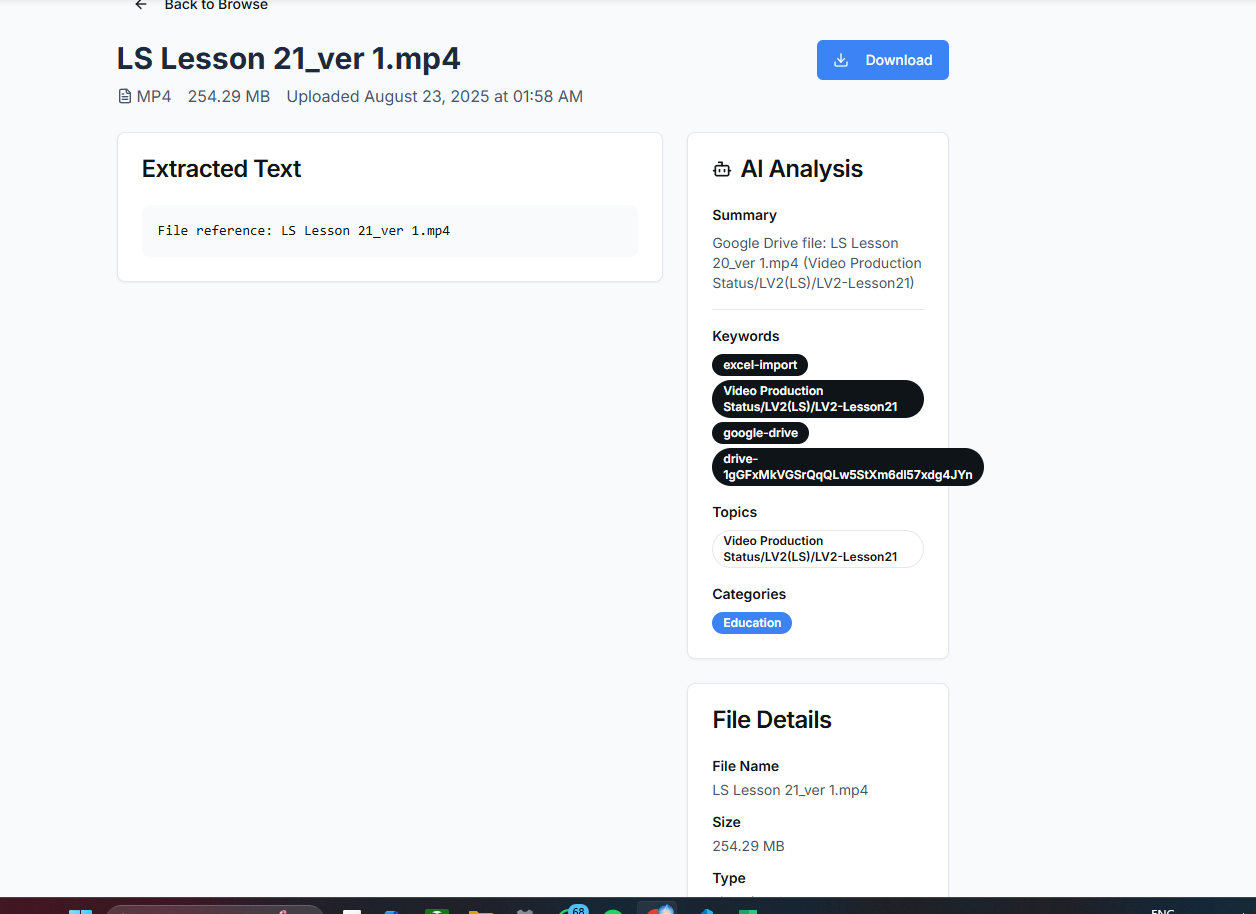 Back to Browse
LS Lesson 21_ver 1.mp4
Download
MP4 254.29 MB Uploaded August 23, 2025 at 01:58 AM
Extracted Text
File reference: LS Lesson 21_ver 1.mp4
AI Analysis
Summary
Google Drive file: LS Lesson
20_ver 1.mp4 (Video Production
Status/LV2(LS)/LV2-Lesson21)
Keywords
excel-import
Video Production
Status/LV2(LS)/LV2-Lesson21
google-drive
drive-
1gGFxMkVGSrQqQLw5StXm6dl57xdg4JYn
Topics
Video Production
Status/LV2(LS)/LV2-Lesson21
Categories
Education
File Details
File Name
LS Lesson 21_ver 1.mp4
Size
254.29 MB
Type
68
ENG